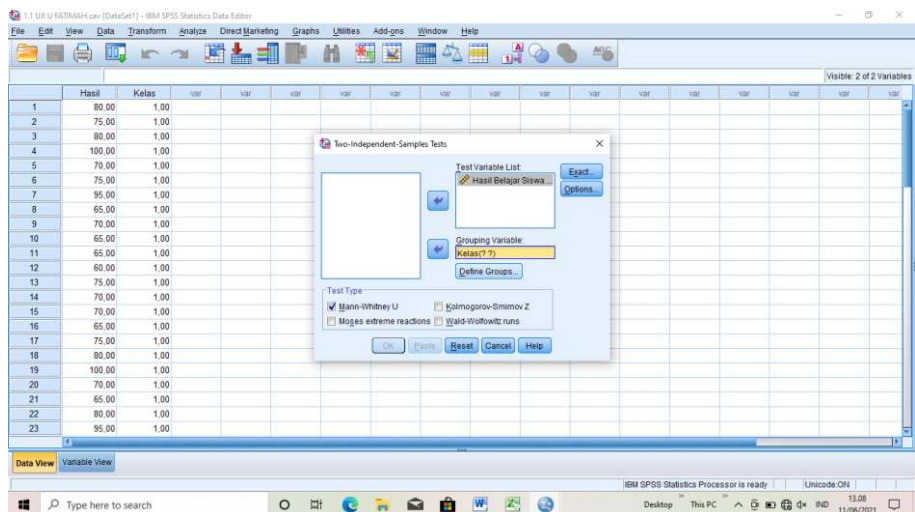 1.1 UJI U FATIMAH.sav [DataSet1] - IBM SPSS Statistics Data Editor
File Edit View Data Transform Analyze Direct Marketing Graphs Utilities Add-ons Window Help
Visible: 2 of 2 Variables
Hasil Kelas var var var var var var var var var var var var var var
1 80,00 1,00
2 75,00 1,00
3 80,00 1,00
4 100,00 1,00
5 70,00 1,00
6 75,00 1,00
7 95,00 1,00
8 65,00 1,00
9 70,00 1,00
10 65,00 1,00
11 65,00 1,00
12 60,00 1,00
13 75,00 1,00
14 70,00 1,00
15 70,00 1,00
16 65,00 1,00
17 75,00 1,00
18 80,00 1,00
19 100,00 1,00
20 70,00 1,00
21 65,00 1,00
22 80,00 1,00
23 95,00 1,00
Two-Independent-Samples Tests
Test Variable List:
Hasil Belajar Siswa ...
Exact...
Options...
Grouping Variable:
Kelas(? ?)
Define Groups...
Test Type
Mann-Whitney U Kolmogorov-Smirnov Z
Moses extreme reactions Wald-Wolfowitz runs
OK Paste Reset Cancel Help
Data View Variable View
IBM SPSS Statistics Processor is ready Unicode:ON
Type here to search
Desktop This PC IND 13.08
11/06/2021